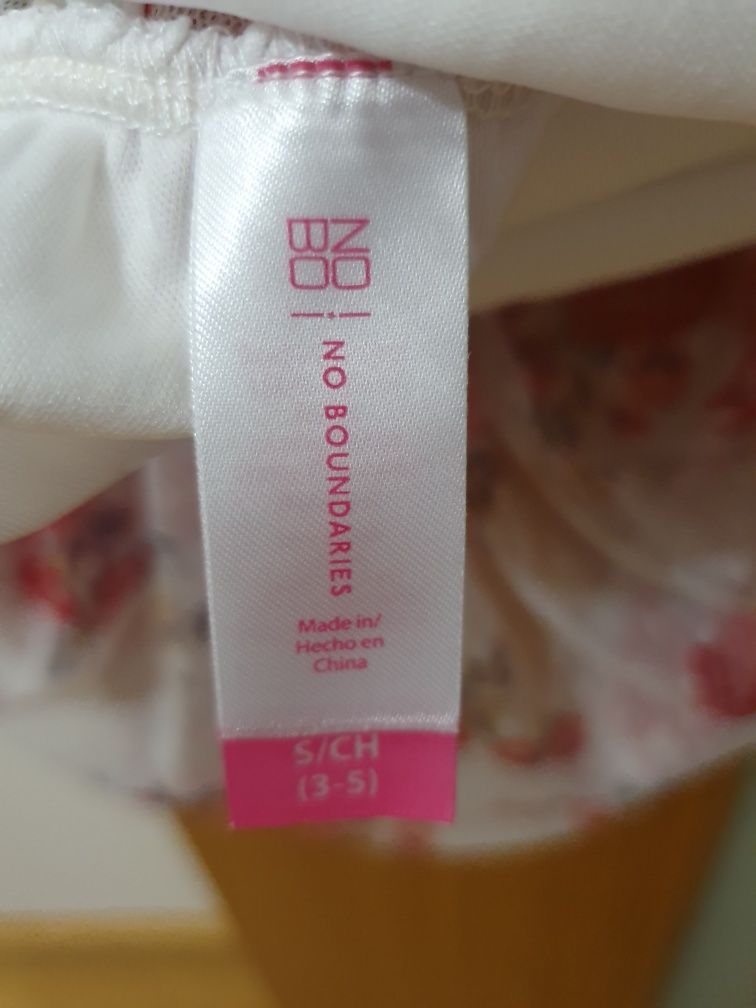 NO
BO
NO BOUNDARIES
Made in/
Hecho en
China
S/CH
(3-5)